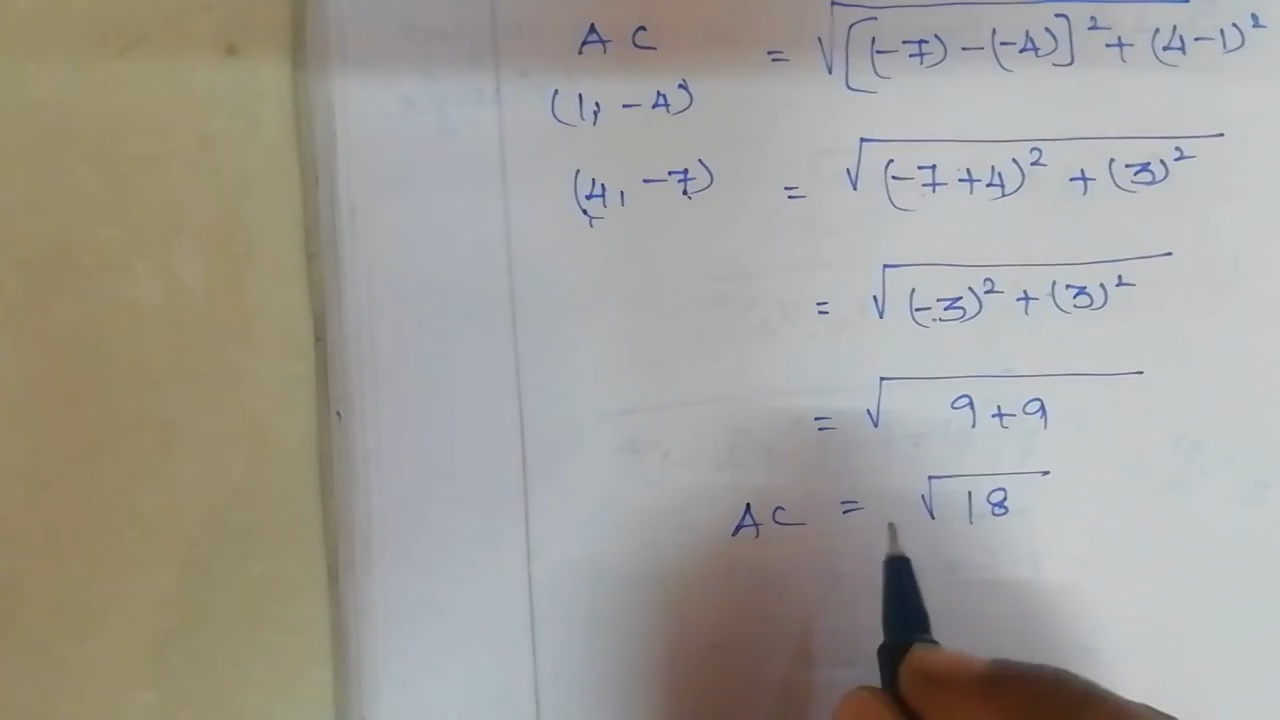 AC = √[(-7)-(-4)]² + (4-1)²
(1, -4)
(4, -7) = √(-7+4)² + (3)²
= √(-3)² + (3)²
= √9+9
AC = √18